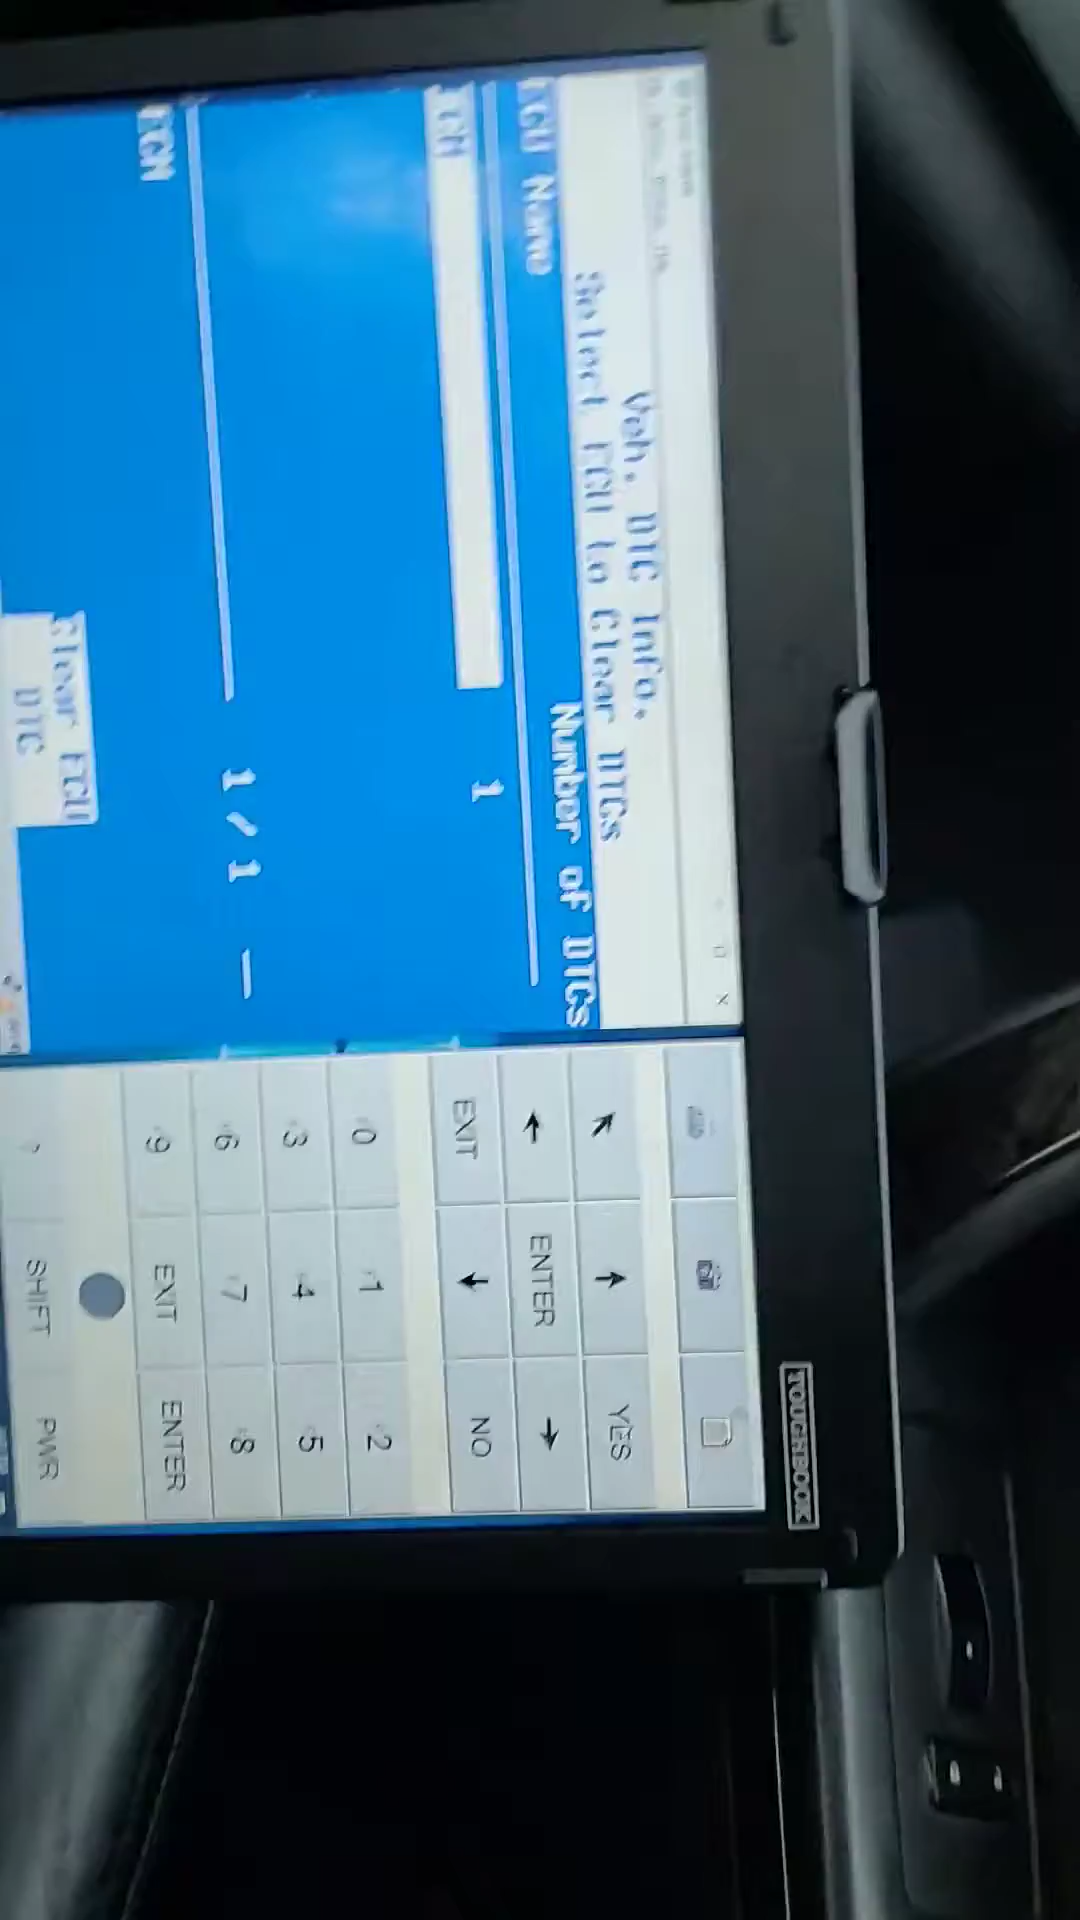 Veh. DTC Info.
Select ECU to Clear DTCs
ECU Name Number of DTCs
ECM 1
1 / 1
ECM
Clear ECU
DTC
YES
ENTER
EXIT NO
0 1 2
3 4 5
6 7 8
9 EXIT ENTER
? SHIFT PWR
TOUGHBOOK